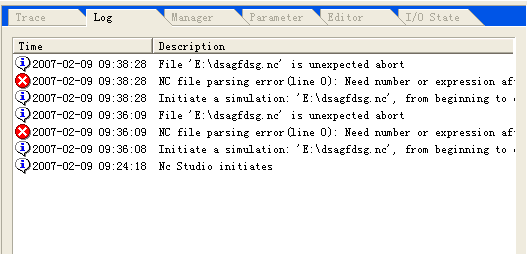 Trace Log Manager Parameter Editor I/O State
Time Description
2007-02-09 09:38:28 File 'E:\dsagfdsg.nc' is unexpected abort
2007-02-09 09:38:28 NC file parsing error(line 0): Need number or expression af
2007-02-09 09:38:28 Initiate a simulation: 'E:\dsagfdsg.nc', from beginning to
2007-02-09 09:36:09 File 'E:\dsagfdsg.nc' is unexpected abort
2007-02-09 09:36:09 NC file parsing error(line 0): Need number or expression af
2007-02-09 09:36:08 Initiate a simulation: 'E:\dsagfdsg.nc', from beginning to
2007-02-09 09:24:18 Nc Studio initiates